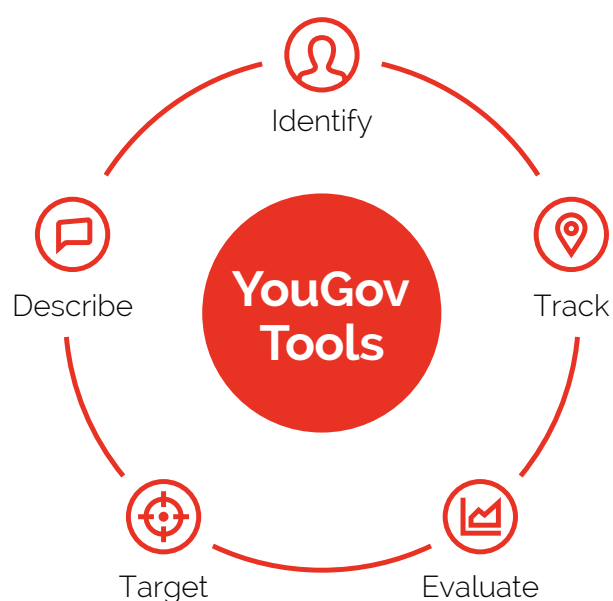 Identify
Describe
YouGov
Tools
Track
Target
Evaluate